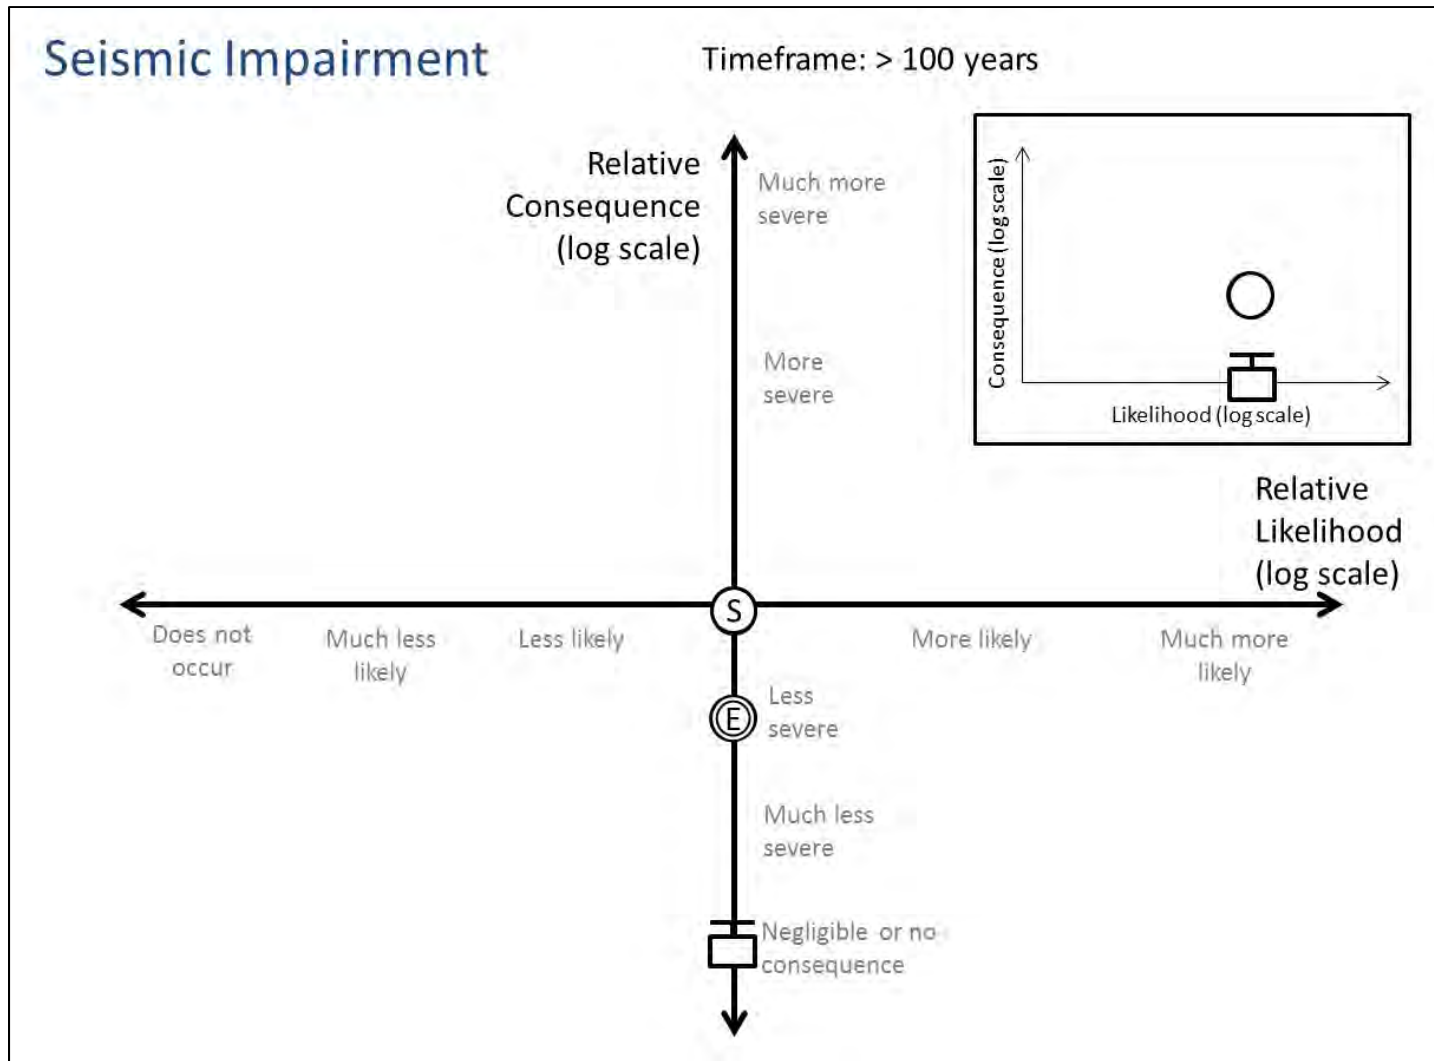 Seismic Impairment
Timeframe: > 100 years
Relative
Consequence
(log scale)
Much more
severe
More
severe
Consequence (log scale)
Likelihood (log scale)
Relative
Likelihood
(log scale)
S
Does not
occur
Much less
likely
Less likely
More likely
Much more
likely
E
Less
severe
Much less
severe
Negligible or no
consequence